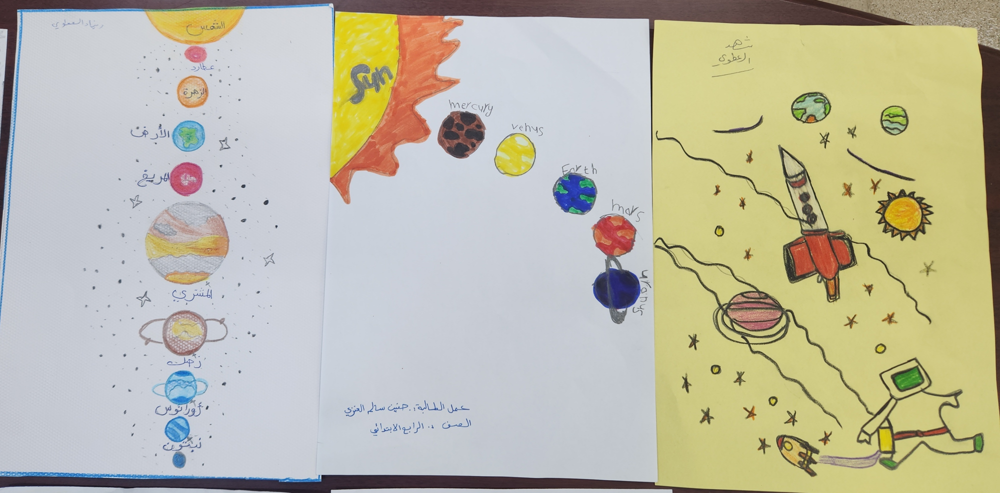 العطوي
الشمس
عطارد
الزهرة
الأرض
المريخ
المشتري
زحل
أورانوس
نبتون
Sun
mercury
venus
Earth
mars
uranus
عمل الطالبة: حنين سالم العنزي
الصف : الرابع الابتدائي
شهد
العطوي